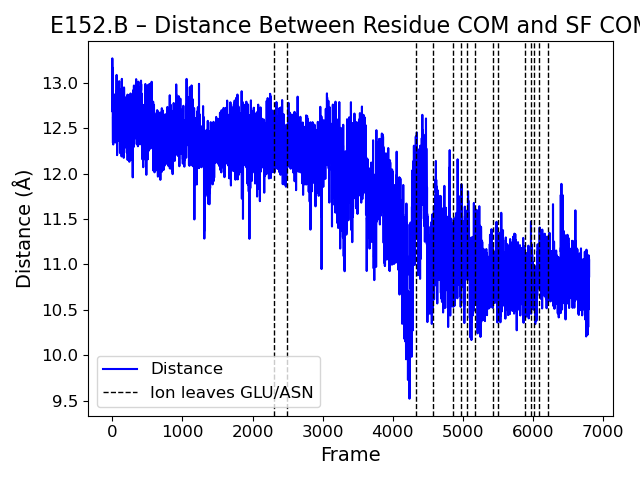 E152.B – Distance Between Residue COM and SF COM
Distance (Å)
13.0
12.5
12.0
11.5
11.0
10.5
10.0
9.5
Distance
Ion leaves GLU/ASN
0 1000 2000 3000 4000 5000 6000 7000
Frame